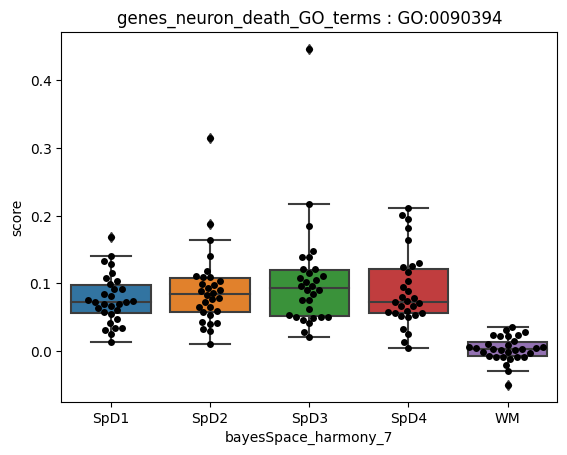 genes_neuron_death_GO_terms : GO:0090394
score
0.4
0.3
0.2
0.1
0.0
SpD1 SpD2 SpD3 SpD4 WM
bayesSpace_harmony_7